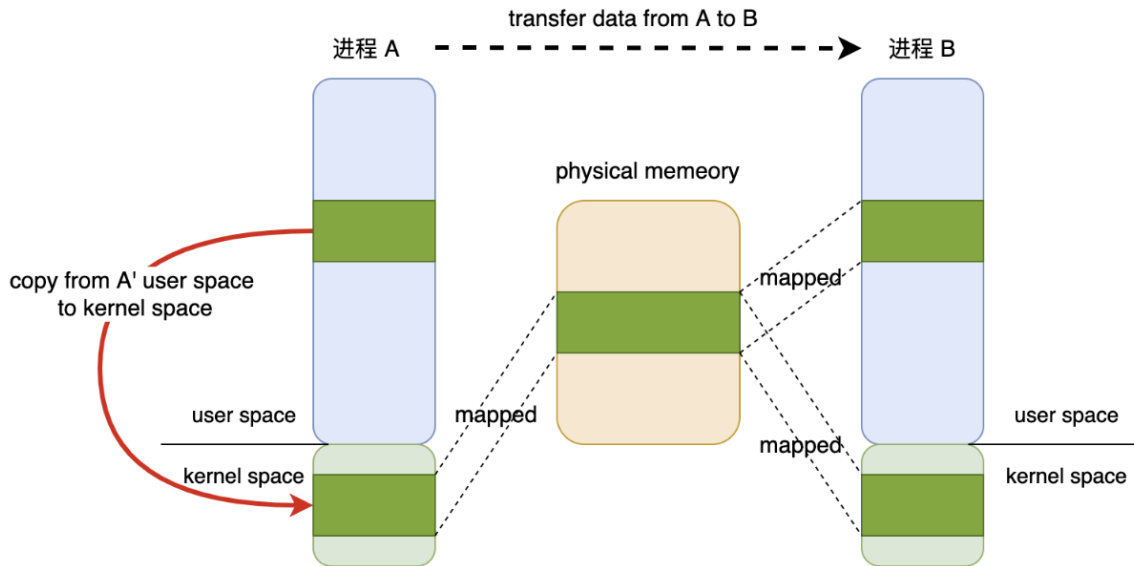 transfer data from A to B
进程 A
进程 B
physical memeory
copy from A' user space
to kernel space
mapped
mapped
mapped
user space
user space
kernel space
kernel space